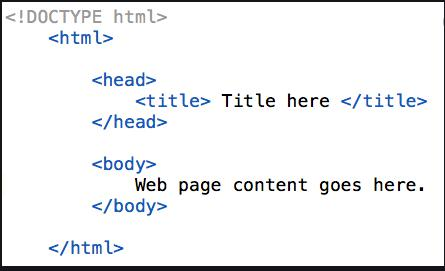 <!DOCTYPE html>
<html>
<head>
<title> Title here </title>
</head>
<body>
Web page content goes here.
</body>
</html>